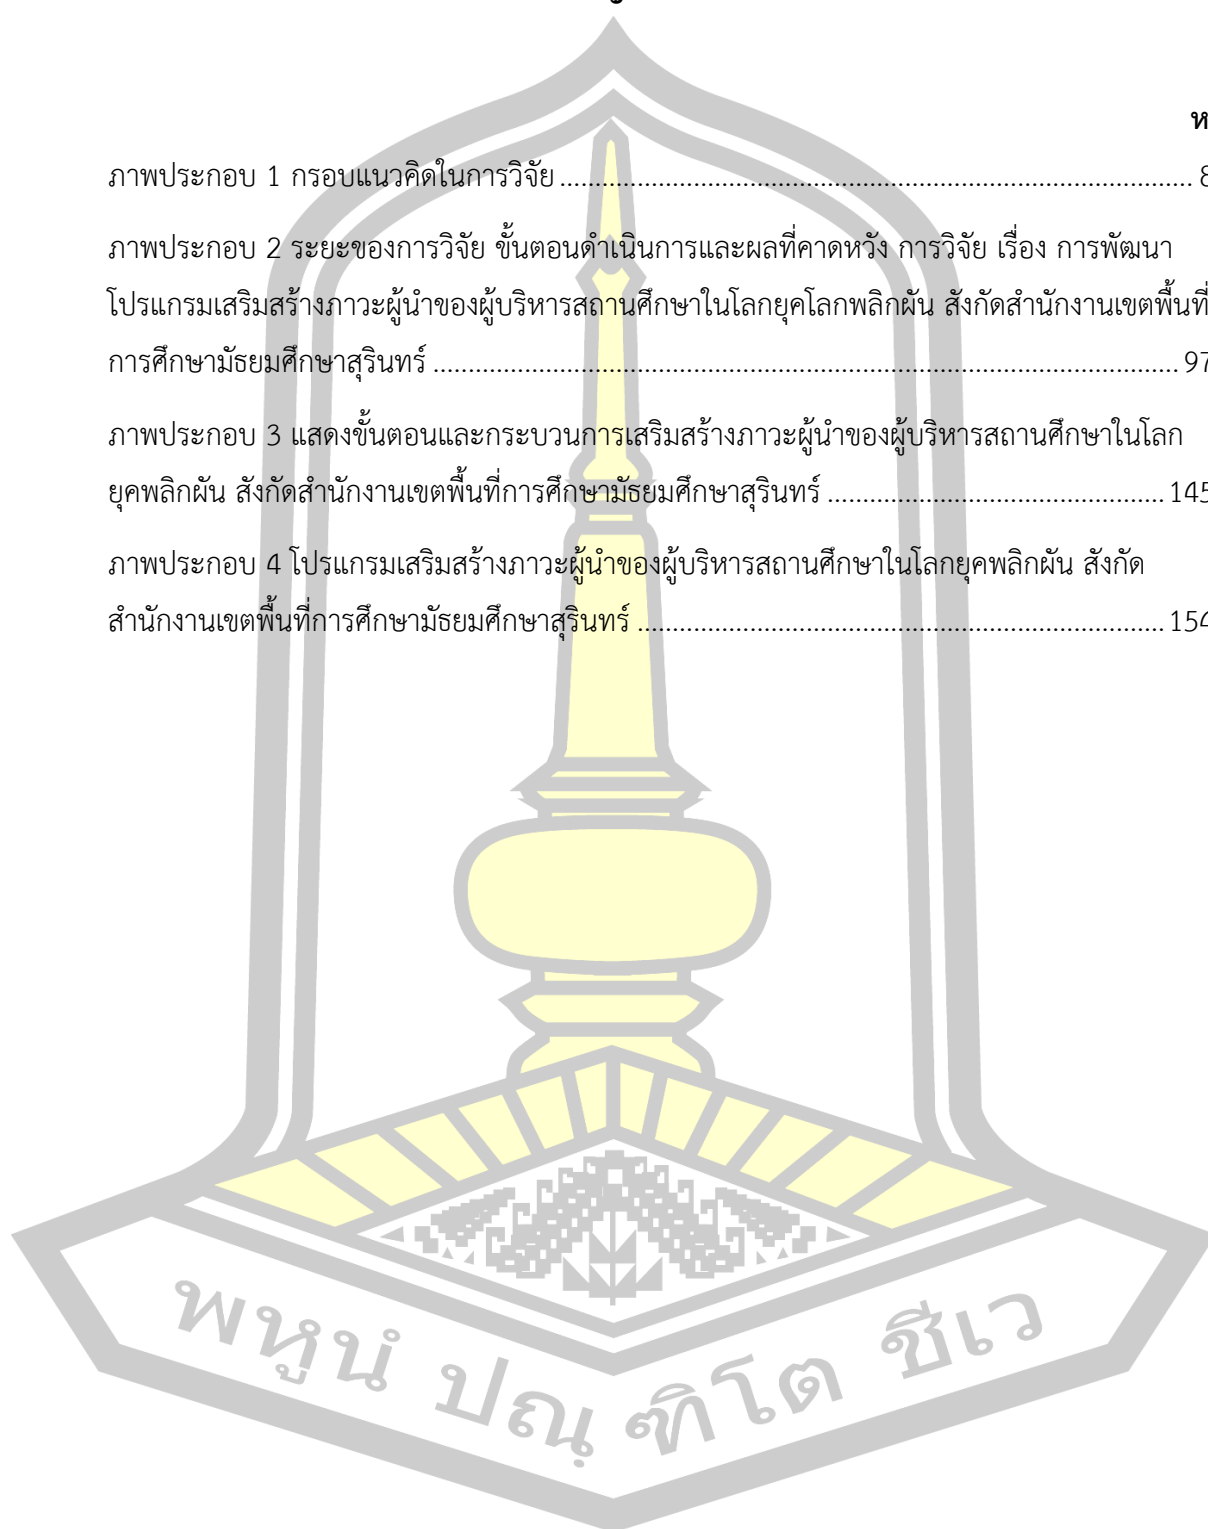 ภาพประกอบ 1 กรอบแนวคิดในการวิจัย ........................................................................................ 8
ภาพประกอบ 2 ระยะของการวิจัย ขั้นตอนดำเนินการและผลที่คาดหวัง การวิจัย เรื่อง การพัฒนา
โปรแกรมเสริมสร้างภาวะผู้นำของผู้บริหารสถานศึกษาในโลกยุคโลกพลิกผัน สังกัดสำนักงานเขตพื้นที่
การศึกษามัธยมศึกษาสุรินทร์ ........................................................................................................ 97
ภาพประกอบ 3 แสดงขั้นตอนและกระบวนการเสริมสร้างภาวะผู้นำของผู้บริหารสถานศึกษาในโลก
ยุคพลิกผัน สังกัดสำนักงานเขตพื้นที่การศึกษามัธยมศึกษาสุรินทร์ ............................................... 145
ภาพประกอบ 4 โปรแกรมเสริมสร้างภาวะผู้นำของผู้บริหารสถานศึกษาในโลกยุคพลิกผัน สังกัด
สำนักงานเขตพื้นที่การศึกษามัธยมศึกษาสุรินทร์ .......................................................................... 154
พหูนํ ปณฺฑิโต ชีเว